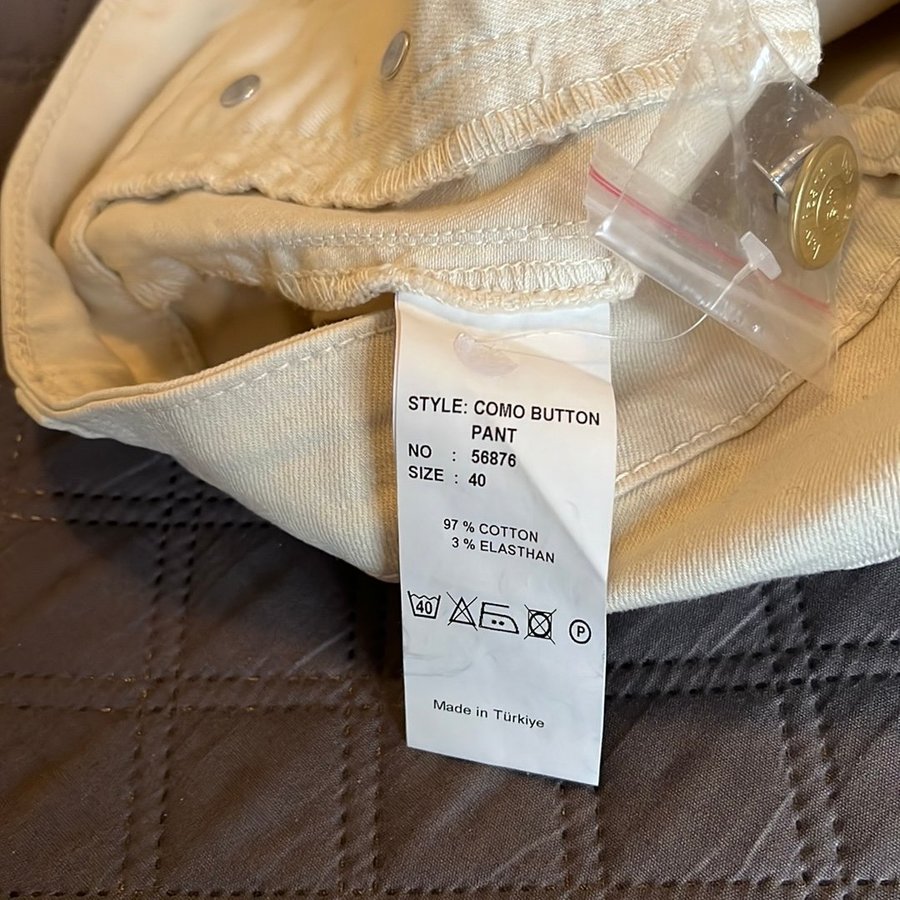 STYLE: COMO BUTTON
PANT
NO : 56876
SIZE : 40
97 % COTTON
3 % ELASTHAN
40
P
Made in Türkiye